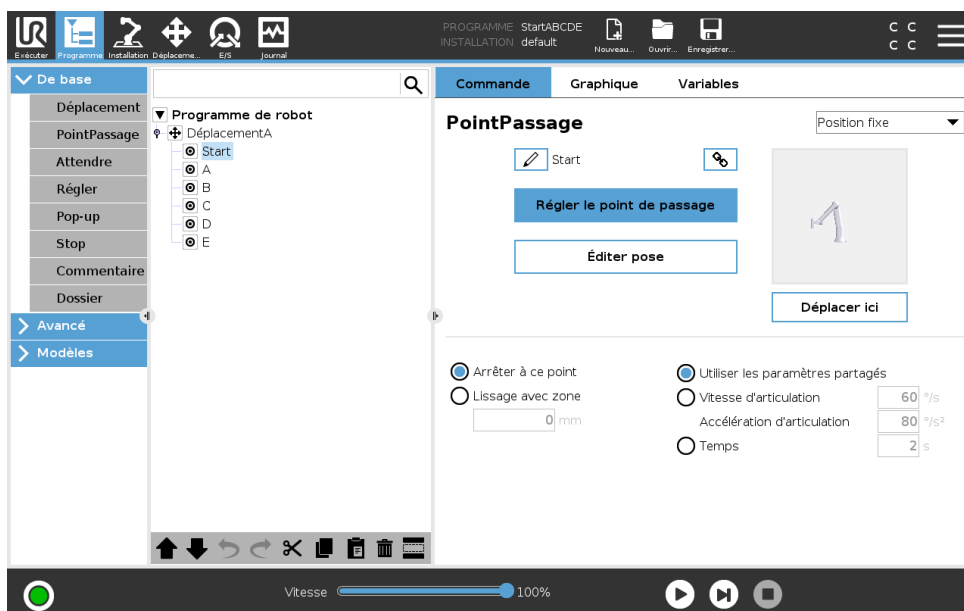 UR
Exécuter
Programme
Installation
Déplaceme...
E/S
Journal
PROGRAMME StartABCDE
INSTALLATION default
Nouveau...
Ouvrir...
Enregistrer...
C C
C C
De base
Déplacement
PointPassage
Attendre
Régler
Pop-up
Stop
Commentaire
Dossier
Avancé
Modèles
Programme de robot
DéplacementA
Start
A
B
C
D
E
Commande
Graphique
Variables
PointPassage
Position fixe
Start
Régler le point de passage
Éditer pose
Déplacer ici
Arrêter à ce point
Lissage avec zone
0 mm
Utiliser les paramètres partagés
Vitesse d'articulation 60 °/s
Accélération d'articulation 80 °/s²
Temps 2 s
Vitesse 100%